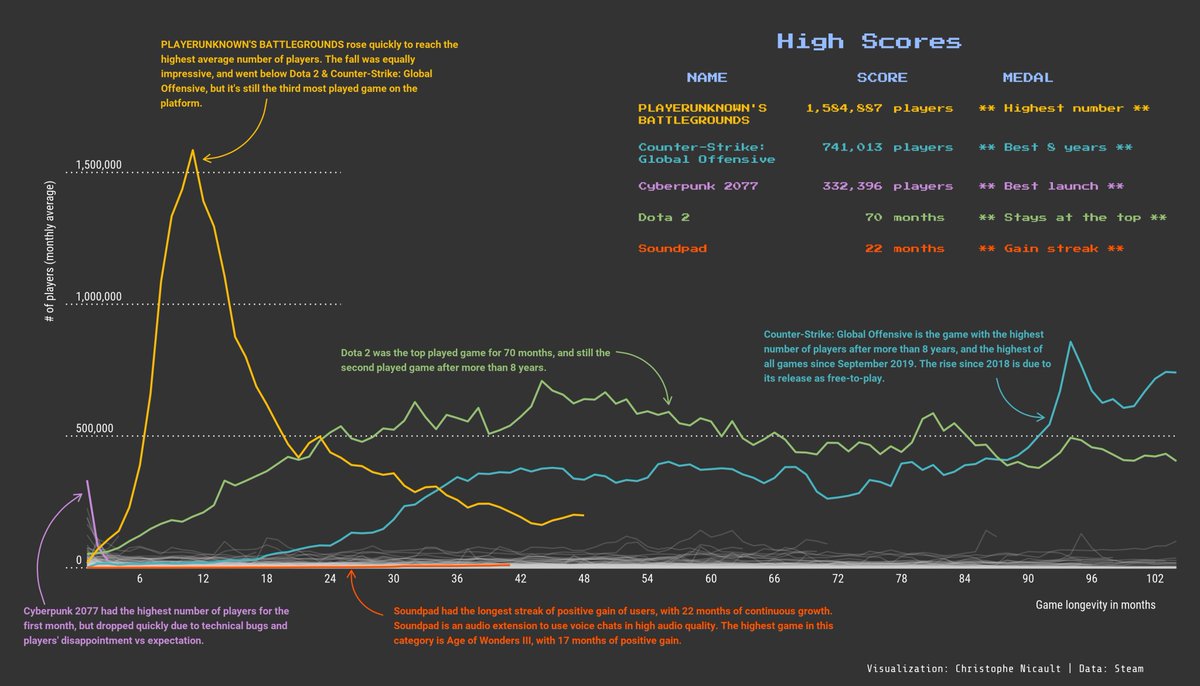 PLAYERUNKNOWN'S BATTLEGROUNDS rose quickly to reach the
highest average number of players. The fall was equally
impressive, and went below Dota 2 & Counter-Strike: Global
Offensive, but it's still the third most played game on the
platform.
High Scores
NAME SCORE MEDAL
PLAYERUNKNOWN'S
BATTLEGROUNDS 1,584,887 players ** Highest number **
Counter-Strike:
Global Offensive 741,013 players ** Best 8 years **
Cyberpunk 2077 332,396 players ** Best launch **
Dota 2 70 months ** Stays at the top **
Soundpad 22 months ** Gain streak **
# of players (monthly average)
1,500,000
1,000,000
500,000
0
Dota 2 was the top played game for 70 months, and still the
second played game after more than 8 years.
Counter-Strike: Global Offensive is the game with the highest
number of players after more than 8 years, and the highest of
all games since September 2019. The rise since 2018 is due to
its release as free-to-play.
6 12 18 24 30 36 42 48 54 60 66 72 78 84 90 96 102
Game longevity in months
Cyberpunk 2077 had the highest number of players for the
first month, but dropped quickly due to technical bugs and
players' disappointment vs expectation.
Soundpad had the longest streak of positive gain of users, with 22 months of continuous growth.
Soundpad is an audio extension to use voice chats in high audio quality. The highest game in this
category is Age of Wonders III, with 17 months of positive gain.
Visualization: Christophe Nicault | Data: Steam